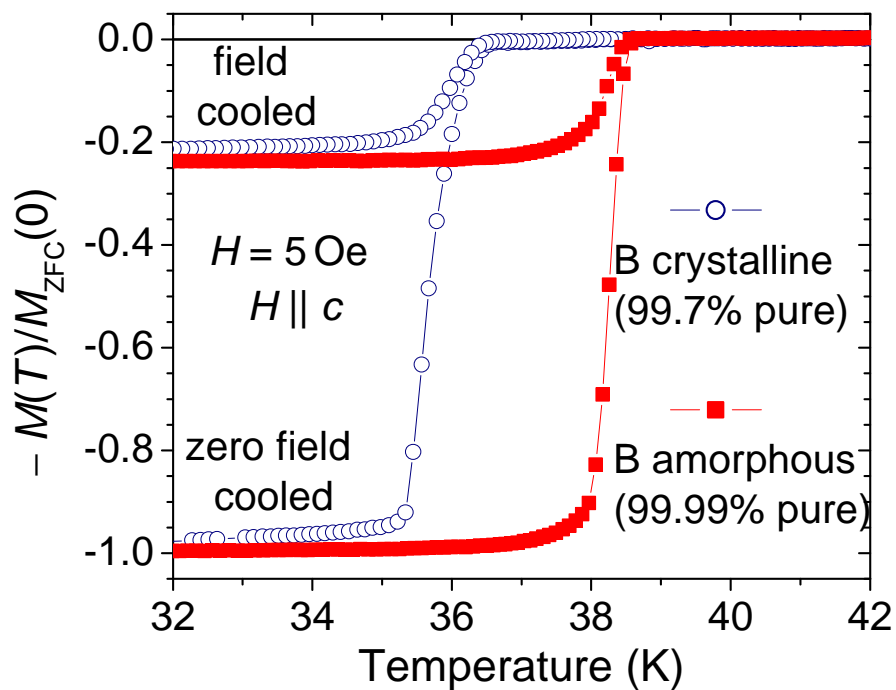 0.0
-0.2
-0.4
-0.6
-0.8
-1.0
− M(T)/M_ZFC(0)
field
cooled
H = 5 Oe
H || c
zero field
cooled
B crystalline
(99.7% pure)
B amorphous
(99.99% pure)
32 34 36 38 40 42
Temperature (K)